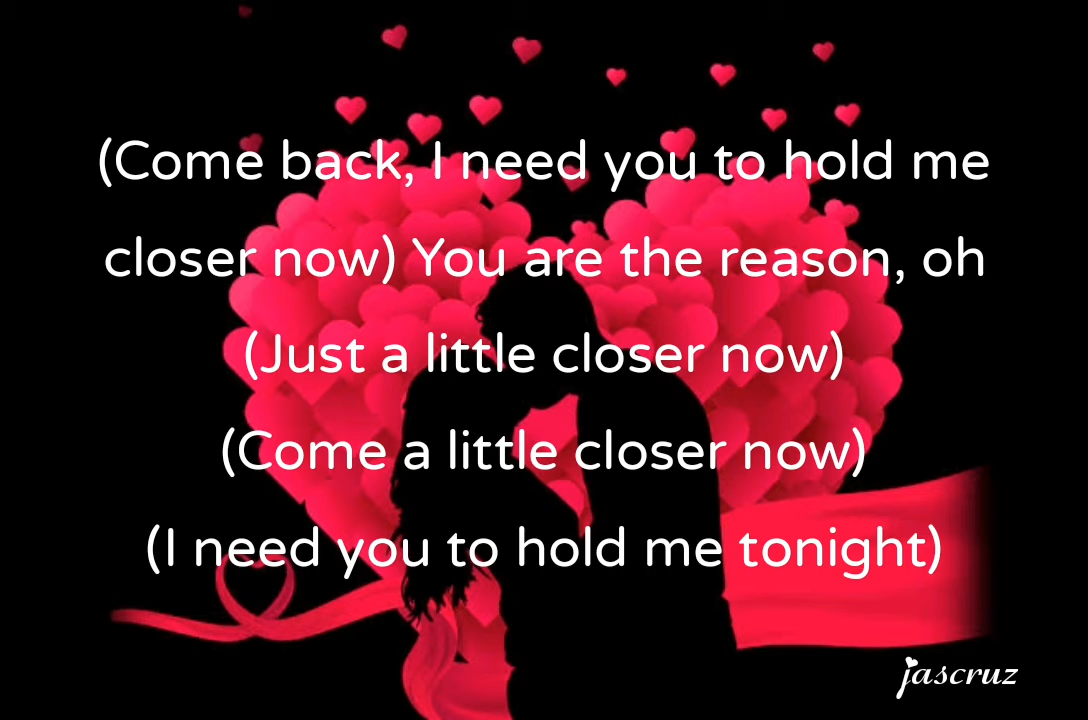 (Come back, I need you to hold me
closer now) You are the reason, oh
(Just a little closer now)
(Come a little closer now)
(I need you to hold me tonight)
jascruz